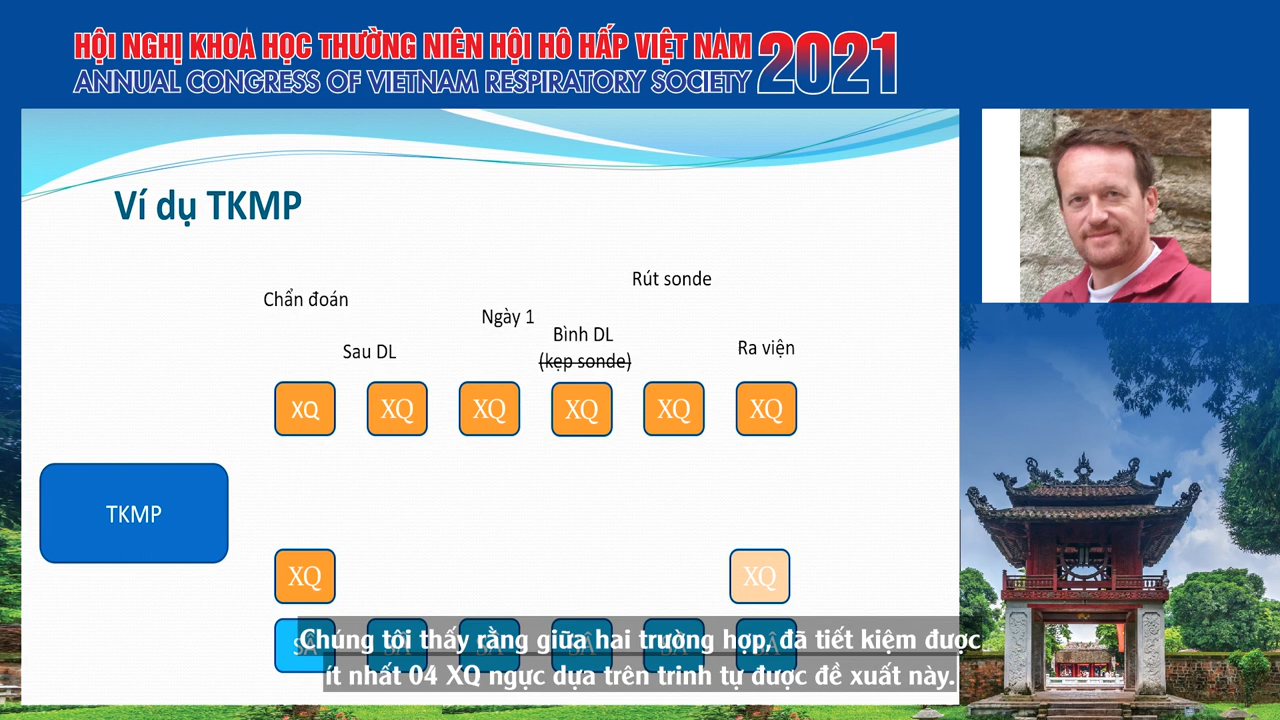 HỘI NGHỊ KHOA HỌC THƯỜNG NIÊN HỘI HÔ HẤP VIỆT NAM 2021
ANNUAL CONGRESS OF VIETNAM RESPIRATORY SOCIETY
Ví dụ TKMP
Rút sonde
Chẩn đoán
Ngày 1
Bình DL
Sau DL
Ra viện
(kẹp sonde)
XQ XQ XQ XQ XQ XQ
TKMP
XQ XQ
Chúng tôi thấy rằng giữa hai trường hợp, đã tiết kiệm được
ít nhất 04 XQ ngực dựa trên trình tự được đề xuất này.